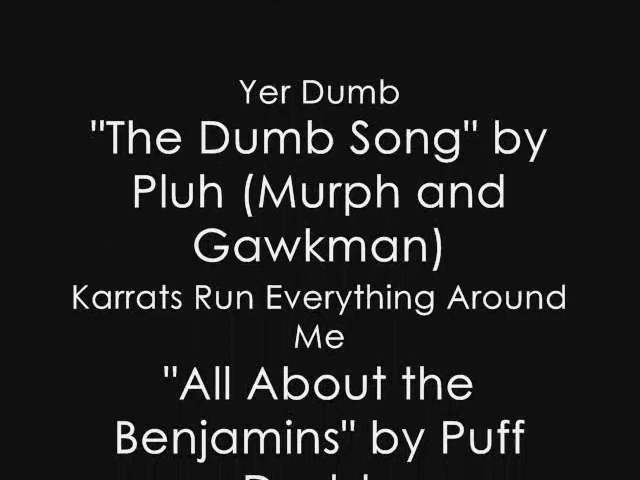 Yer Dumb
"The Dumb Song" by
Pluh (Murph and
Gawkman)
Karrats Run Everything Around
Me
"All About the
Benjamins" by Puff